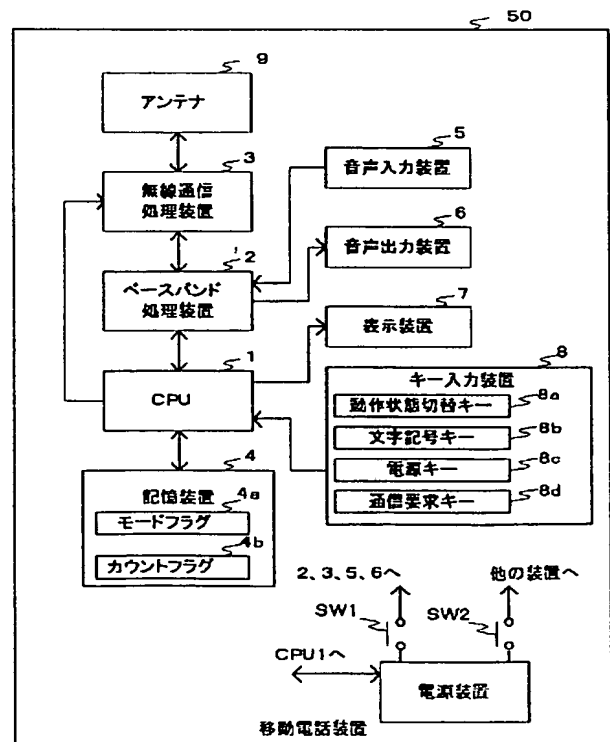 50
9
アンテナ
3
無線通信
処理装置
5
音声入力装置
6
音声出力装置
2
ベースバンド
処理装置
7
表示装置
1
CPU
8
キー入力装置
動作状態切替キー
8a
文字記号キー
8b
電源キー
8c
通信要求キー
8d
4
記憶装置
4a
モードフラグ
4b
カウントフラグ
2、3、5、6へ
他の装置へ
SW1
SW2
CPU1へ
電源装置
移動電話装置